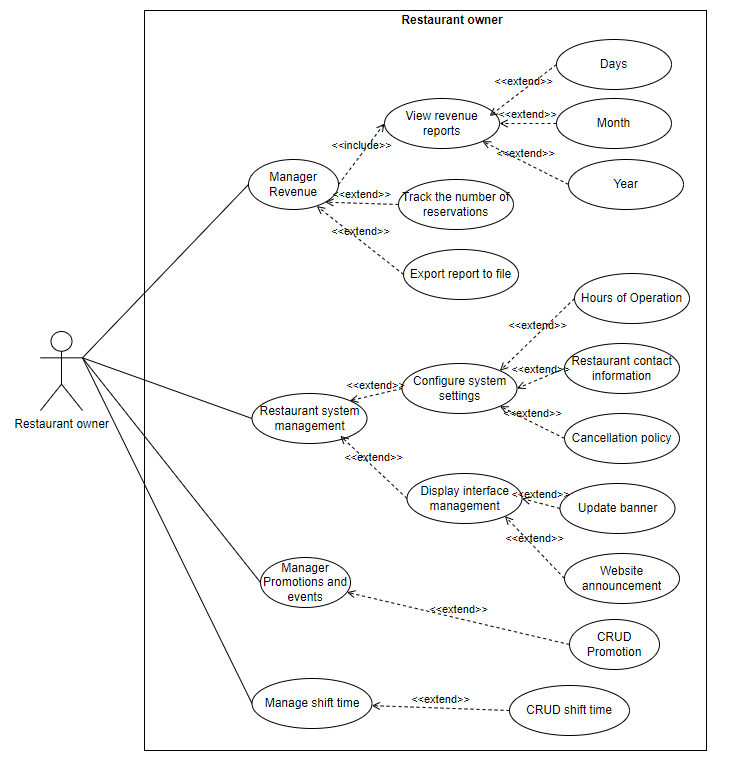 Restaurant owner
Days
<<extend>>
View revenue
reports
<<extend>>
Month
<<include>>
<<extend>>
Manager
Revenue
Year
<<extend>>
Track the number of
reservations
<<extend>>
Export report to file
Hours of Operation
<<extend>>
Restaurant owner
Restaurant contact
information
<<extend>>
Configure system
settings
<<extend>>
Restaurant system
management
<<extend>>
Cancellation policy
<<extend>>
Display interface
management
<<extend>>
Update banner
<<extend>>
Website
announcement
Manager
Promotions and
events
<<extend>>
CRUD
Promotion
Manage shift time
<<extend>>
CRUD shift time